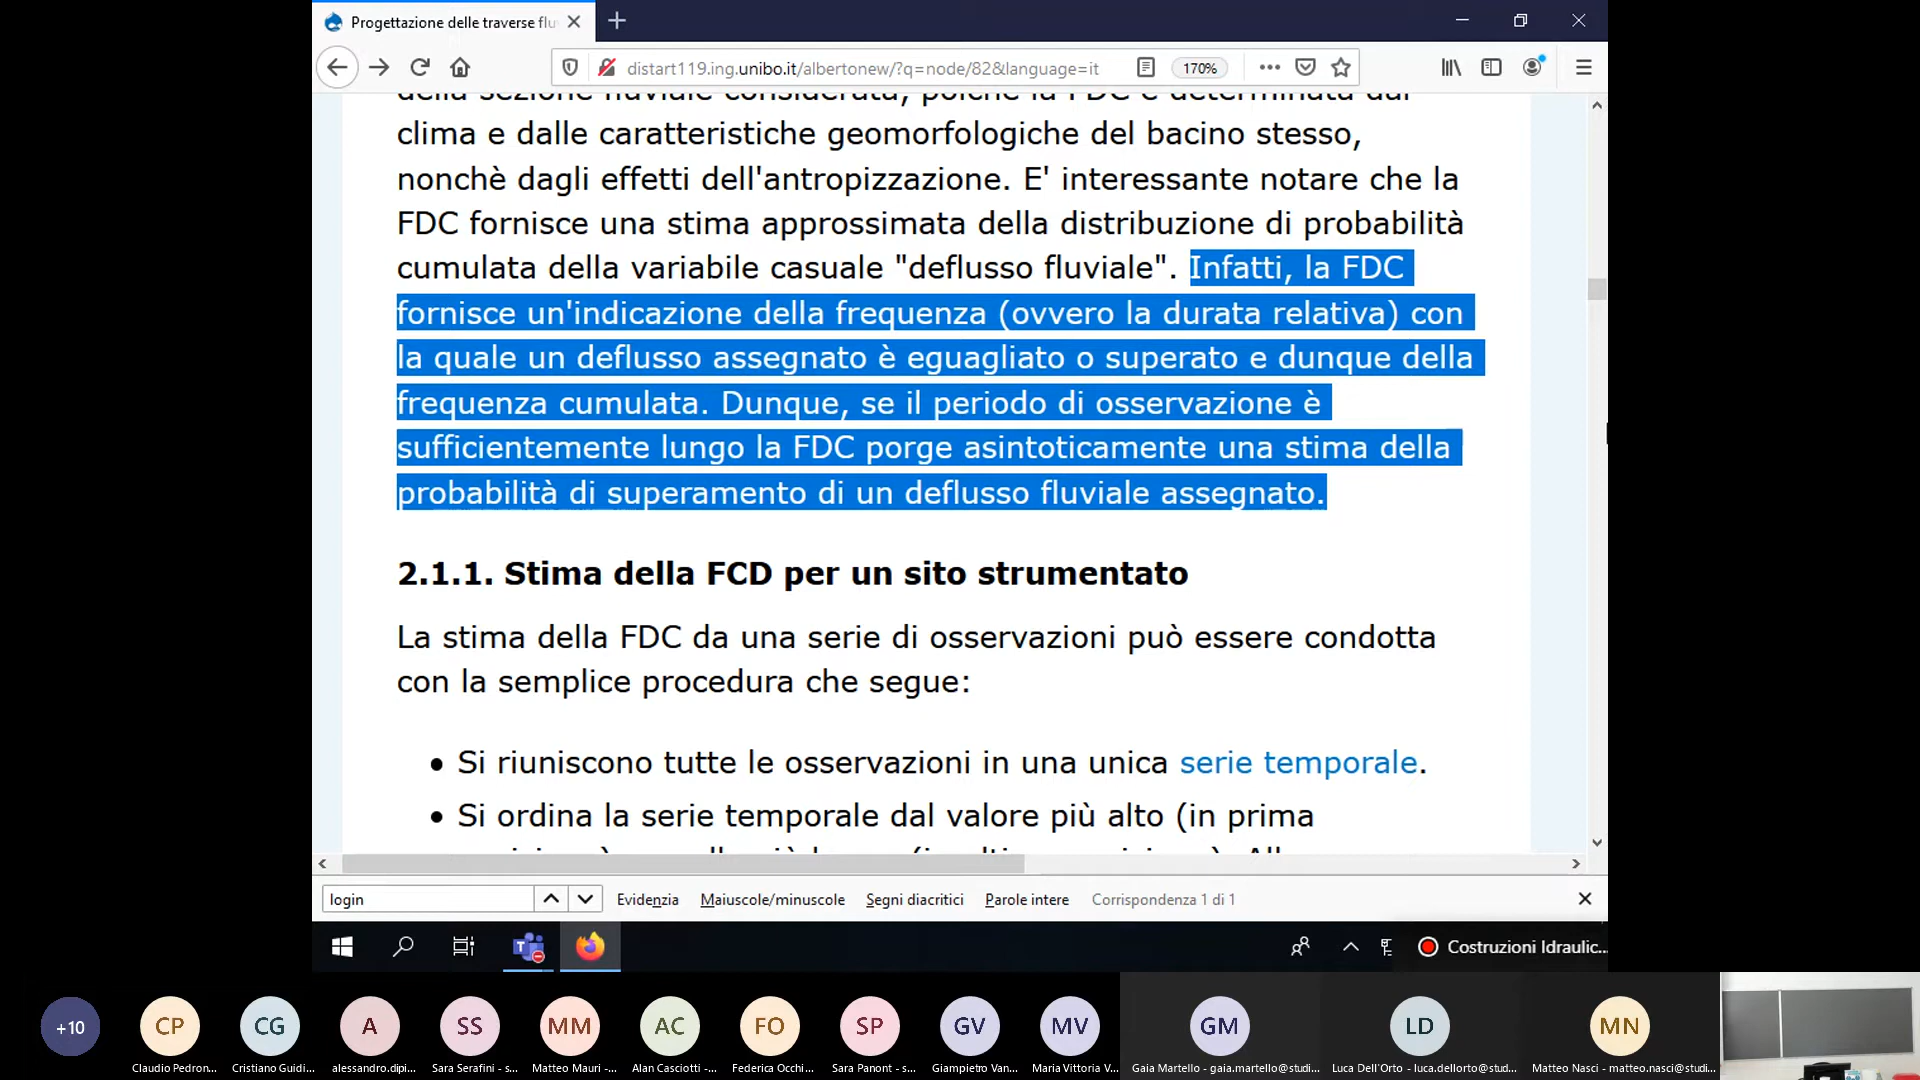 Progettazione delle traverse flu
distart119.ing.unibo.it/albertonew/?q=node/82&language=it
170%
della sezione fluviale considerata, poichè la FDC è determinata dal
clima e dalle caratteristiche geomorfologiche del bacino stesso,
nonchè dagli effetti dell'antropizzazione. E' interessante notare che la
FDC fornisce una stima approssimata della distribuzione di probabilità
cumulata della variabile casuale "deflusso fluviale". Infatti, la FDC
fornisce un'indicazione della frequenza (ovvero la durata relativa) con
la quale un deflusso assegnato è eguagliato o superato e dunque della
frequenza cumulata. Dunque, se il periodo di osservazione è
sufficientemente lungo la FDC porge asintoticamente una stima della
probabilità di superamento di un deflusso fluviale assegnato.
2.1.1. Stima della FCD per un sito strumentato
La stima della FDC da una serie di osservazioni può essere condotta
con la semplice procedura che segue:
• Si riuniscono tutte le osservazioni in una unica serie temporale.
• Si ordina la serie temporale dal valore più alto (in prima
login
Evidenzia
Maiuscole/minuscole
Segni diacritici
Parole intere
Corrispondenza 1 di 1
Costruzioni Idraulic...
+10
CP
CG
A
SS
MM
AC
FO
SP
GV
MV
GM
LD
MN
Claudio Pedron...
Cristiano Guidi...
alessandro.dipi...
Sara Serafini - s...
Matteo Mauri -...
Alan Casciotti -...
Federica Occhi...
Sara Panont - s...
Giampietro Van...
Maria Vittoria V...
Gaia Martello - gaia.martello@studi...
Luca Dell'Orto - luca.dellorto@stud...
Matteo Nasci - matteo.nasci@studi...